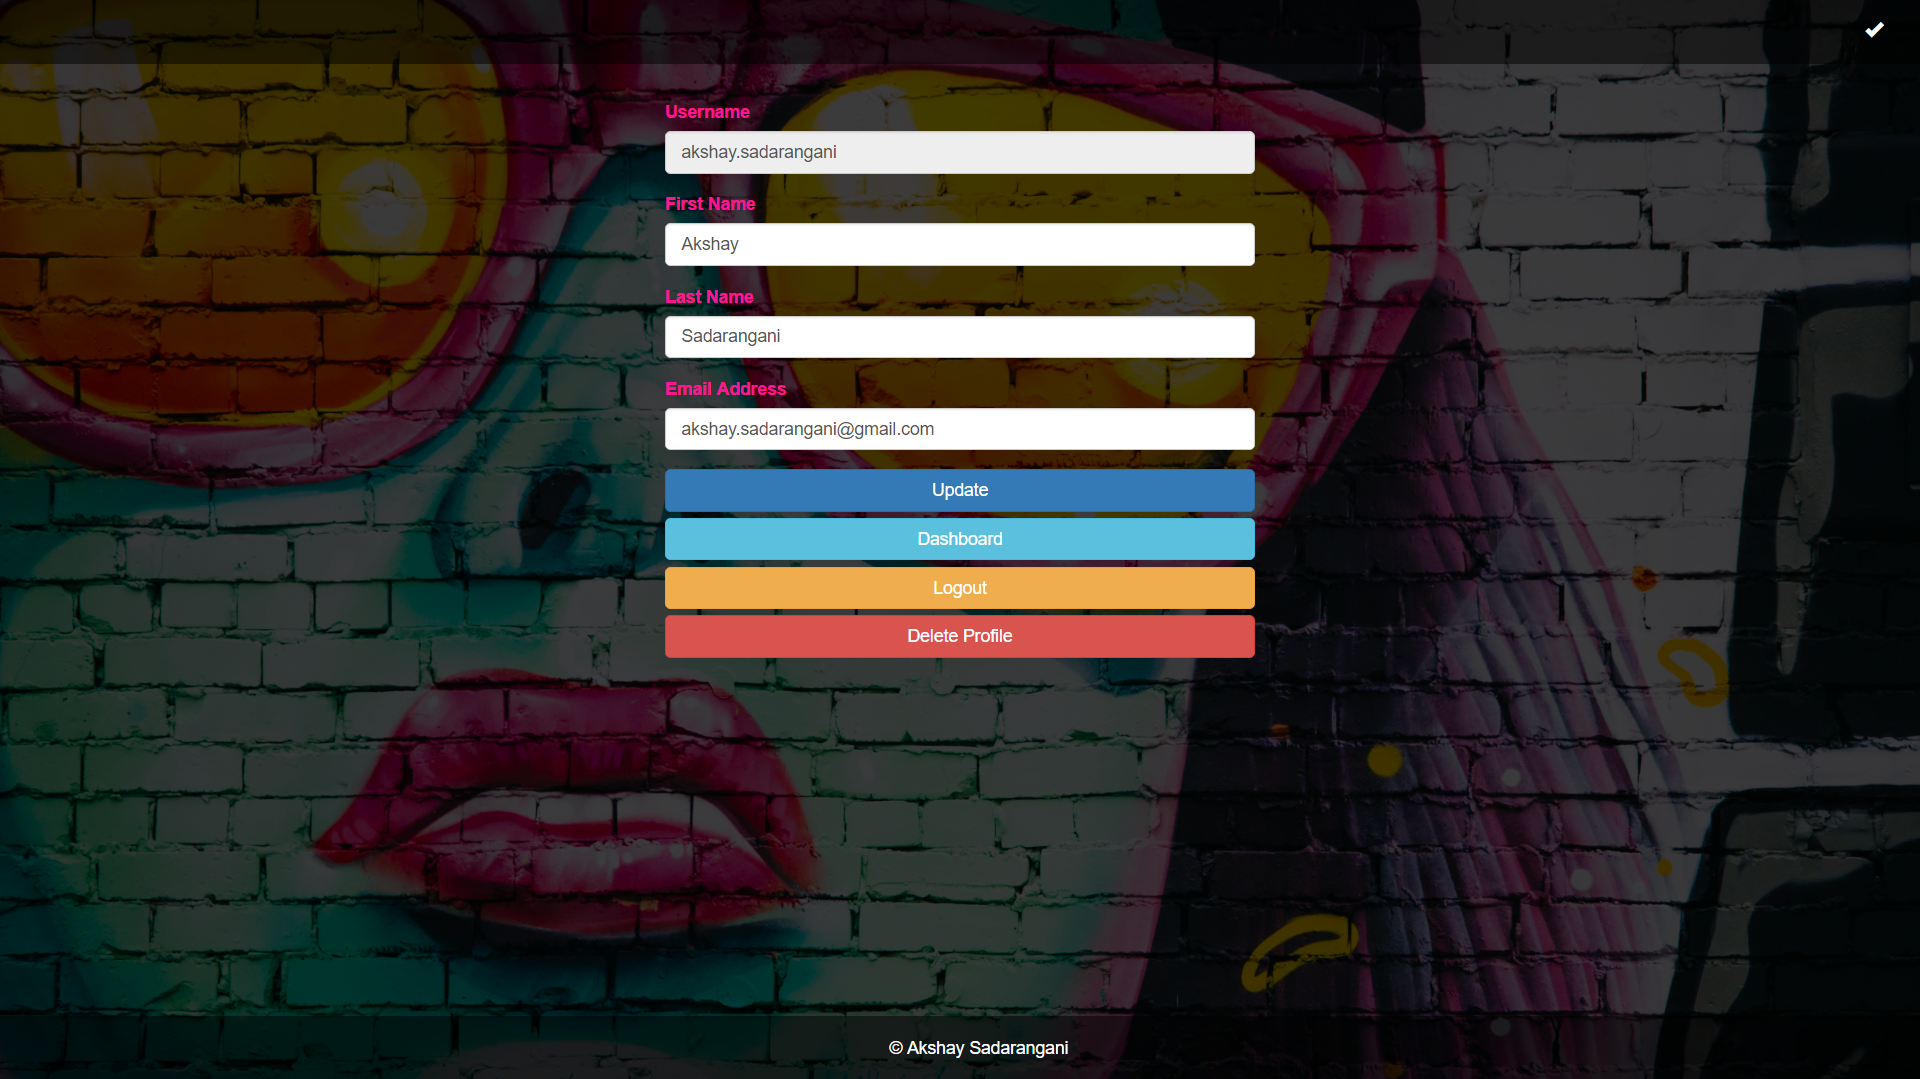 Username
akshay.sadarangani
First Name
Akshay
Last Name
Sadarangani
Email Address
akshay.sadarangani@gmail.com
Update
Dashboard
Logout
Delete Profile
© Akshay Sadarangani